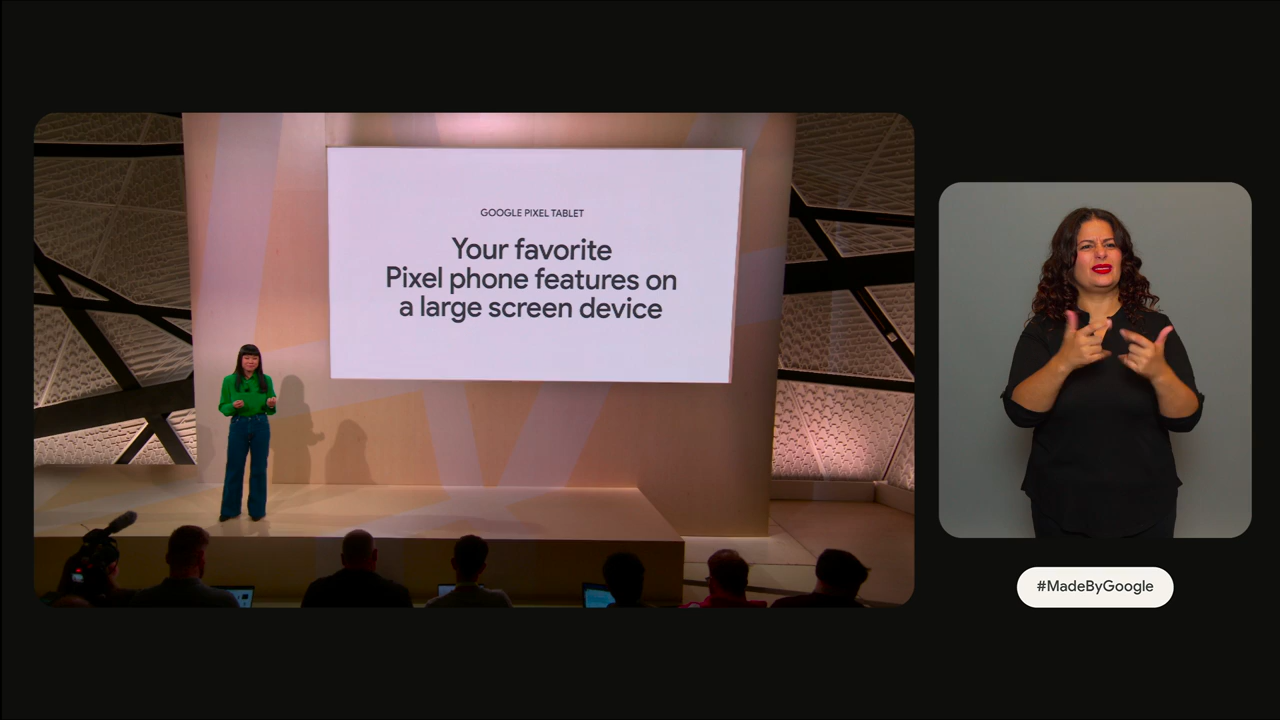 GOOGLE PIXEL TABLET
Your favorite
Pixel phone features on
a large screen device
#MadeByGoogle